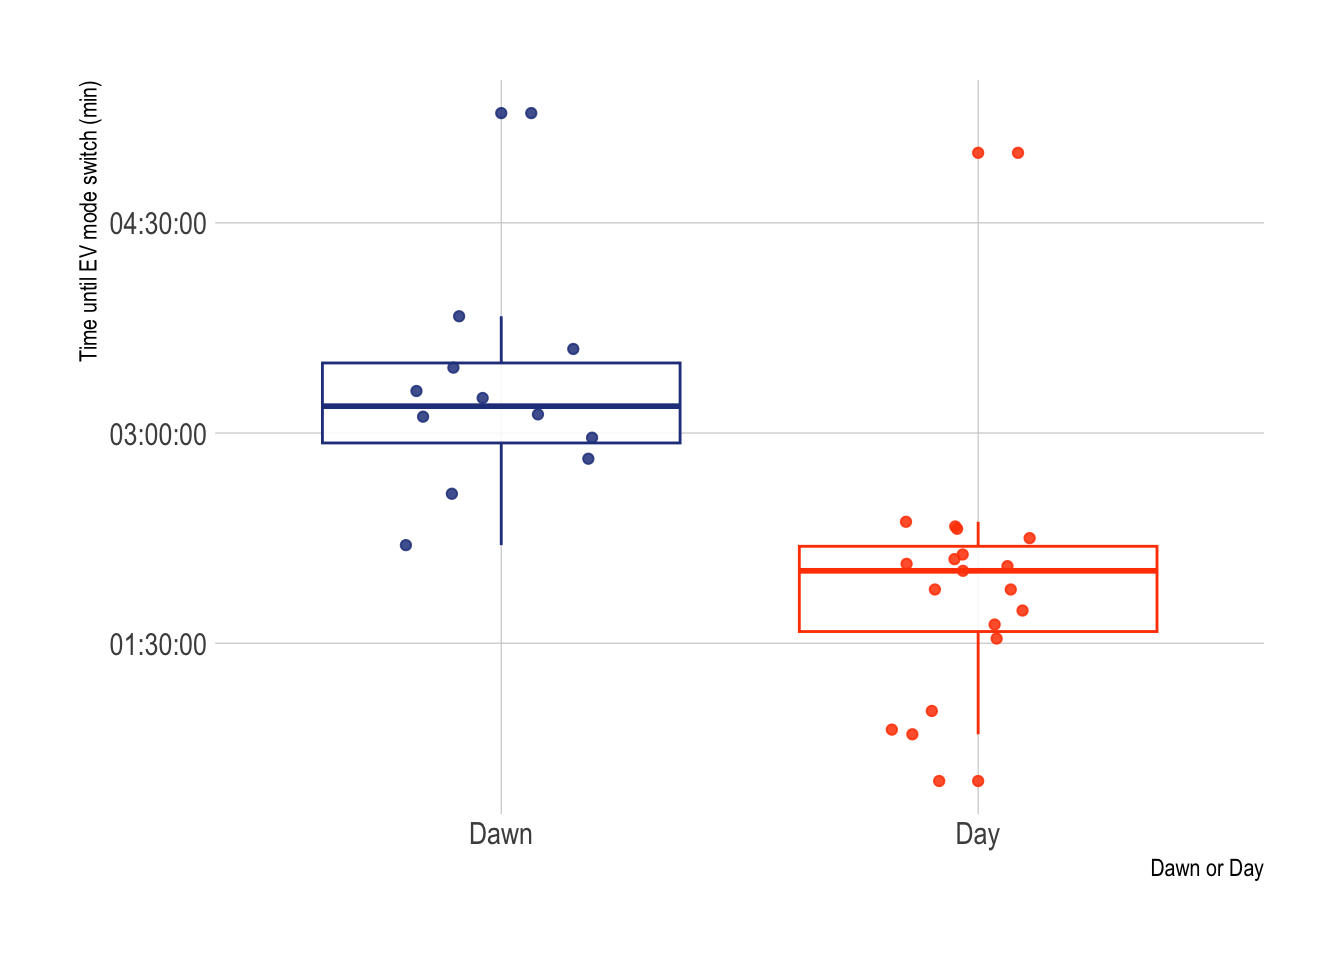 Time until EV mode switch (min)
04:30:00
03:00:00
01:30:00
Dawn
Day
Dawn or Day